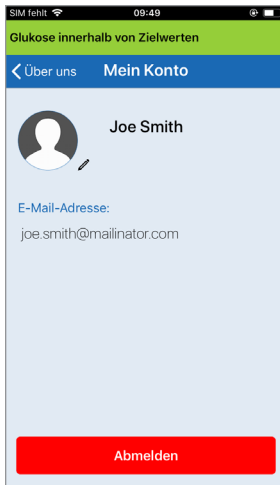 SIM fehlt 09:49
Glukose innerhalb von Zielwerten
Über uns Mein Konto
Joe Smith
E-Mail-Adresse:
joe.smith@mailinator.com
Abmelden